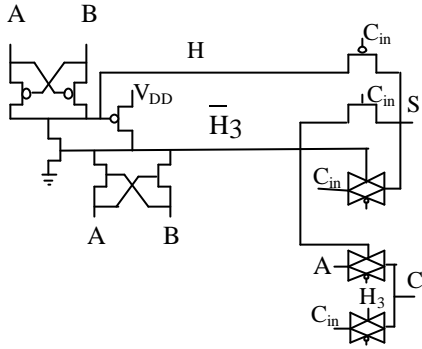 A B
H C_in
V_DD C_in
H̅3 S
C_in
A B
A
H_3 C
C_in